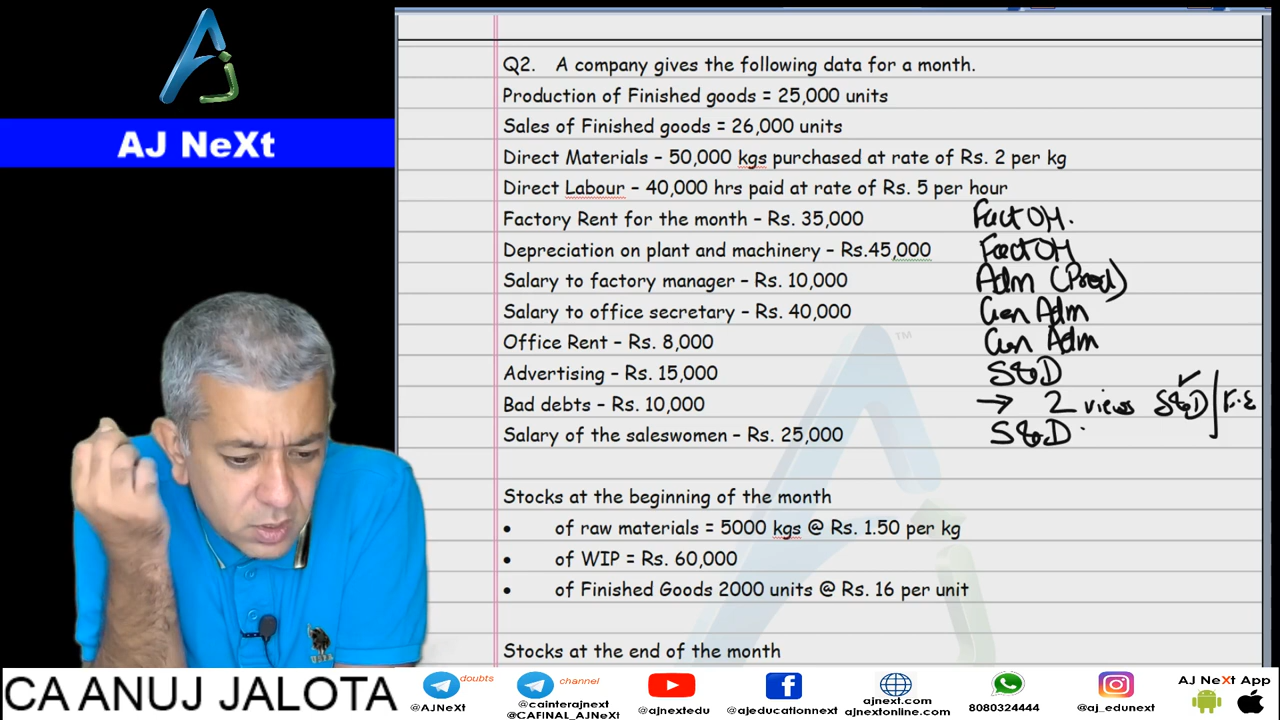 AJ NeXt
Q2. A company gives the following data for a month.
Production of Finished goods = 25,000 units
Sales of Finished goods = 26,000 units
Direct Materials – 50,000 kgs purchased at rate of Rs. 2 per kg
Direct Labour – 40,000 hrs paid at rate of Rs. 5 per hour
Factory Rent for the month – Rs. 35,000 Fact OH.
Depreciation on plant and machinery – Rs.45,000 Fact OH
Salary to factory manager – Rs. 10,000 Adm (Prod)
Salary to office secretary – Rs. 40,000 Gen Adm
Office Rent – Rs. 8,000 Gen Adm
Advertising – Rs. 15,000 S&D
Bad debts – Rs. 10,000 → 2 views S&D ✓ | F.E
Salary of the saleswomen – Rs. 25,000 S&D
Stocks at the beginning of the month
• of raw materials = 5000 kgs @ Rs. 1.50 per kg
• of WIP = Rs. 60,000
• of Finished Goods 2000 units @ Rs. 16 per unit
Stocks at the end of the month
™
CA ANUJ JALOTA
doubts
@AJNeXt
channel
@cainterajnext
@CAFINAL_AJNeXt
@ajnextedu
@ajeducationnext
ajnext.com
ajnextonline.com
8080324444
@aj_edunext
AJ NeXt App